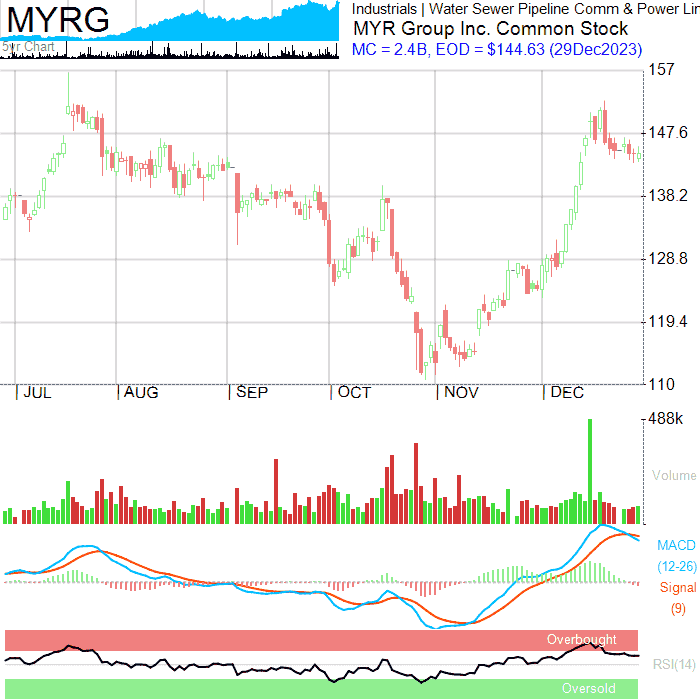 MYRG
5yr Chart
Industrials | Water Sewer Pipeline Comm & Power Lin
MYR Group Inc. Common Stock
MC = 2.4B, EOD = $144.63 (29Dec2023)
157
147.6
138.2
128.8
119.4
110
| JUL | AUG | SEP | OCT | NOV | DEC
488k
Volume
MACD
(12-26)
Signal
(9)
Overbought
RSI(14)
Oversold